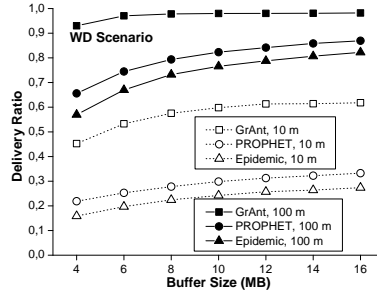 1,0
0,9
0,8
0,7
0,6
0,5
0,4
0,3
0,2
0,1
0,0
Delivery Ratio
WD Scenario
GrAnt, 10 m
PROPHET, 10 m
Epidemic, 10 m
GrAnt, 100 m
PROPHET, 100 m
Epidemic, 100 m
4 6 8 10 12 14 16
Buffer Size (MB)